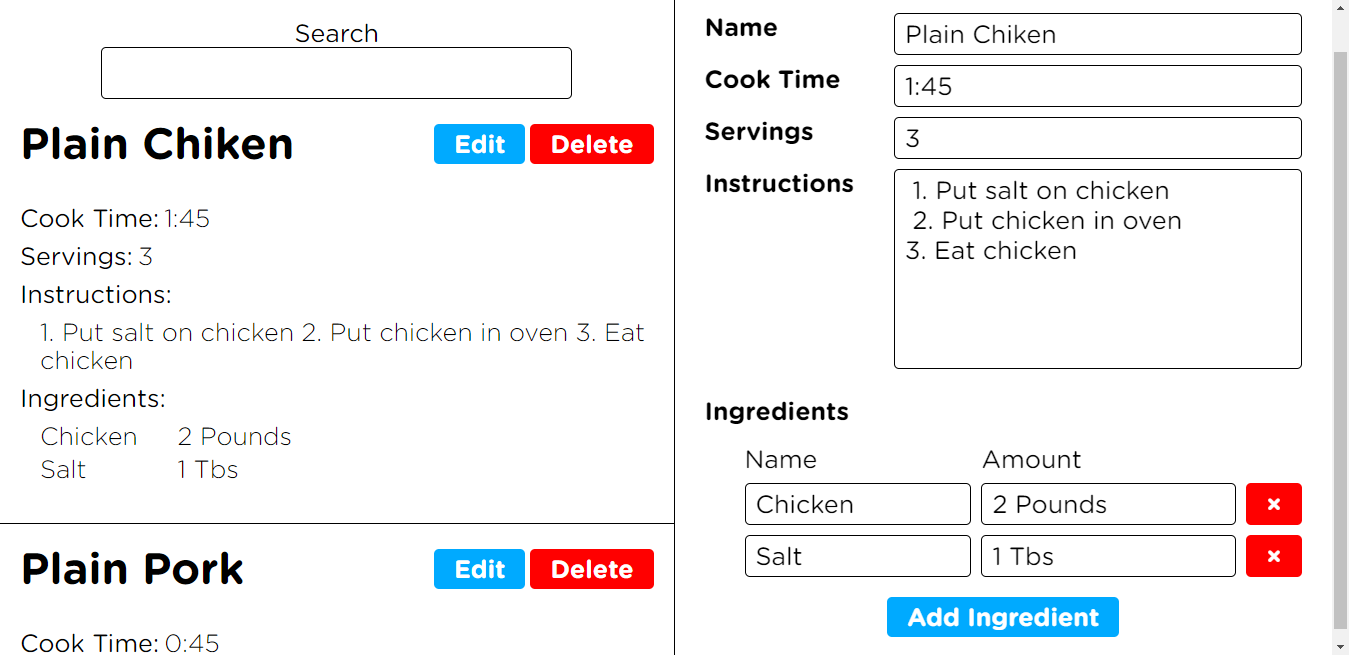 Search
Plain Chiken
Edit Delete
Cook Time: 1:45
Servings: 3
Instructions:
1. Put salt on chicken 2. Put chicken in oven 3. Eat
chicken
Ingredients:
Chicken 2 Pounds
Salt 1 Tbs
Plain Pork
Edit Delete
Cook Time: 0:45
Name Plain Chiken
Cook Time 1:45
Servings 3
Instructions 1. Put salt on chicken
2. Put chicken in oven
3. Eat chicken
Ingredients
Name Amount
Chicken 2 Pounds ×
Salt 1 Tbs ×
Add Ingredient